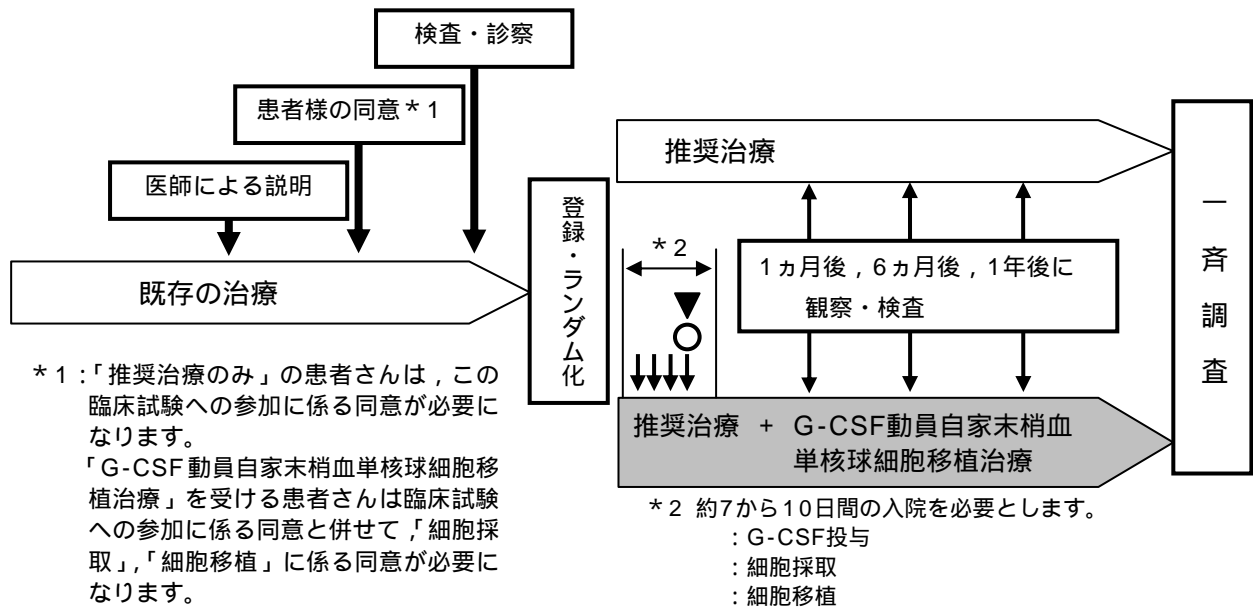 検査・診察
患者様の同意＊1
医師による説明
既存の治療
登録・ランダム化
推奨治療
＊2
1ヵ月後，6ヵ月後，1年後に
観察・検査
推奨治療 + G-CSF動員自家末梢血
単核球細胞移植治療
一斉調査
＊1：「推奨治療のみ」の患者さんは，この
臨床試験への参加に係る同意が必要に
なります。
「G-CSF動員自家末梢血単核球細胞移
植治療」を受ける患者さんは臨床試験
への参加に係る同意と併せて，「細胞採
取」，「細胞移植」に係る同意が必要に
なります。
＊2 約7から10日間の入院を必要とします。
：G-CSF投与
：細胞採取
：細胞移植